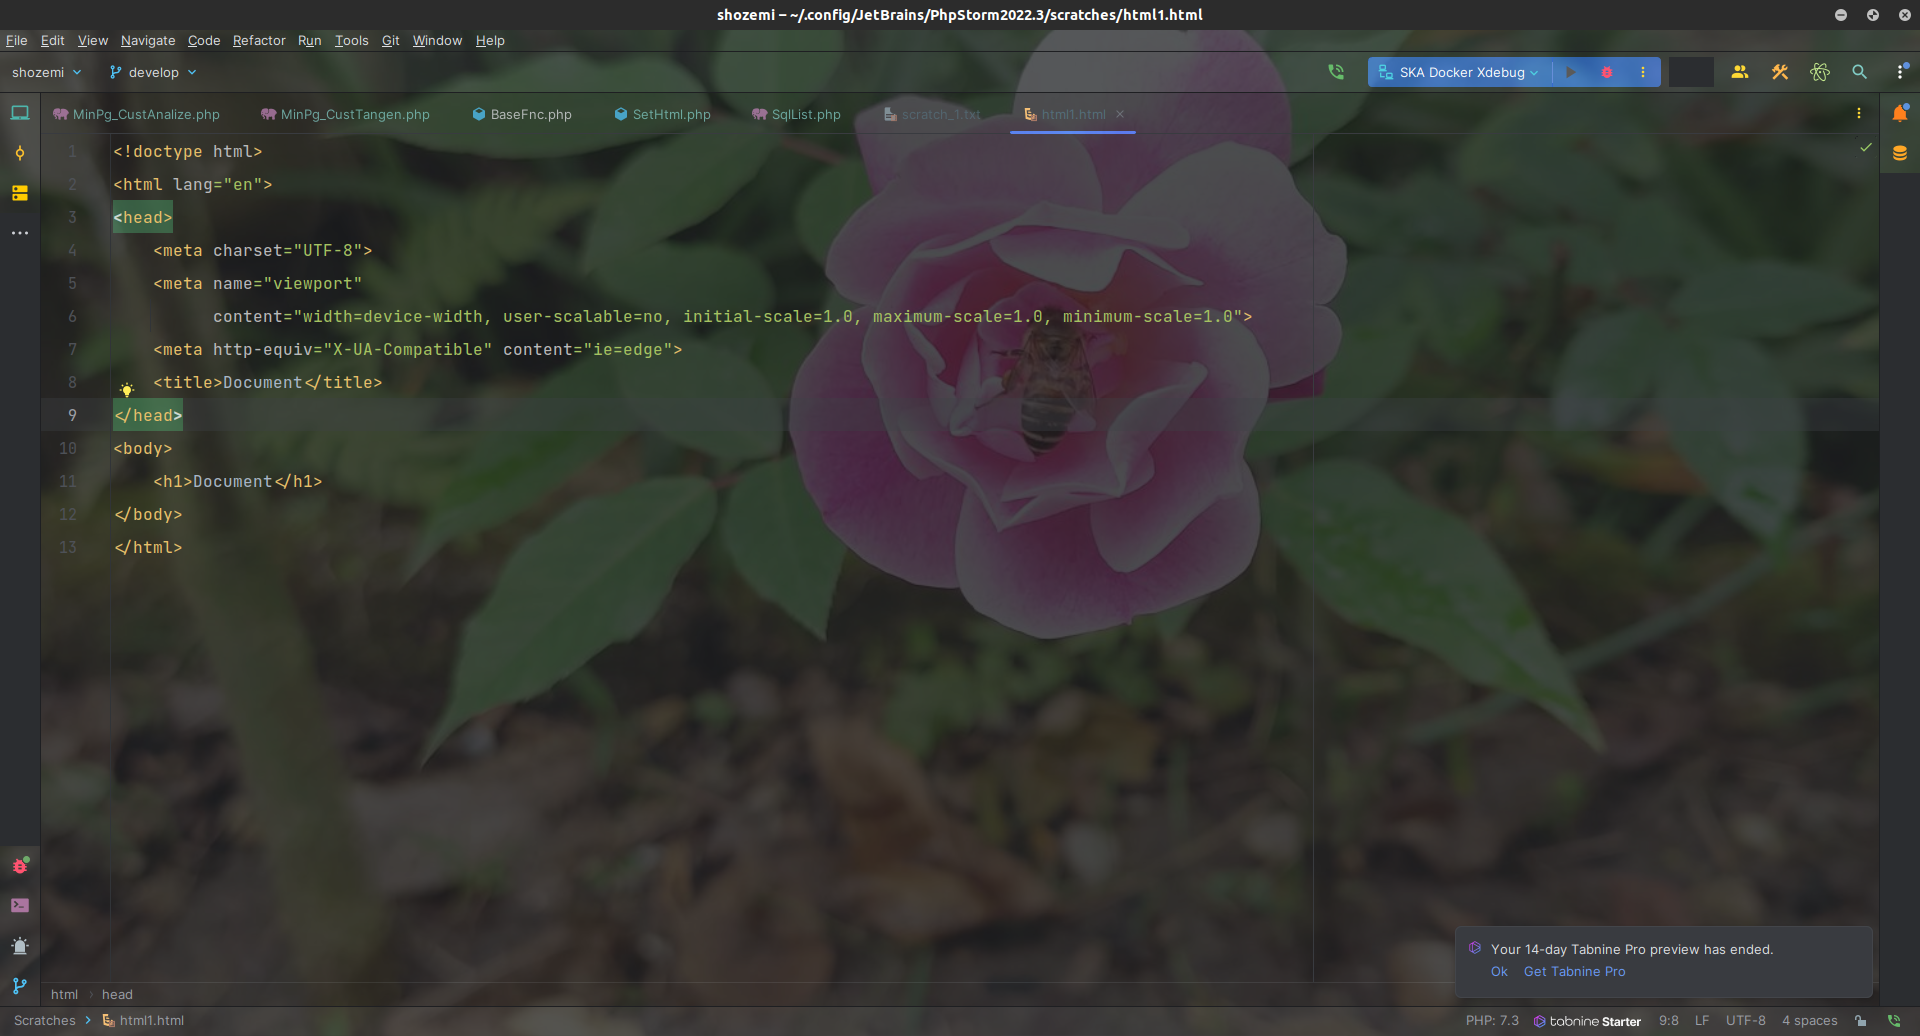 shozemi – ~/.config/JetBrains/PhpStorm2022.3/scratches/html1.html
File Edit View Navigate Code Refactor Run Tools Git Window Help
shozemi develop SKA Docker Xdebug
MinPg_CustAnalize.php MinPg_CustTangen.php BaseFnc.php SetHtml.php SqlList.php scratch_1.txt html1.html
1 <!doctype html>
2 <html lang="en">
3 <head>
4 <meta charset="UTF-8">
5 <meta name="viewport"
6 content="width=device-width, user-scalable=no, initial-scale=1.0, maximum-scale=1.0, minimum-scale=1.0">
7 <meta http-equiv="X-UA-Compatible" content="ie=edge">
8 <title>Document</title>
9 </head>
10 <body>
11 <h1>Document</h1>
12 </body>
13 </html>
Your 14-day Tabnine Pro preview has ended.
Ok Get Tabnine Pro
html › head
Scratches › html1.html PHP: 7.3 tabnine Starter 9:8 LF UTF-8 4 spaces